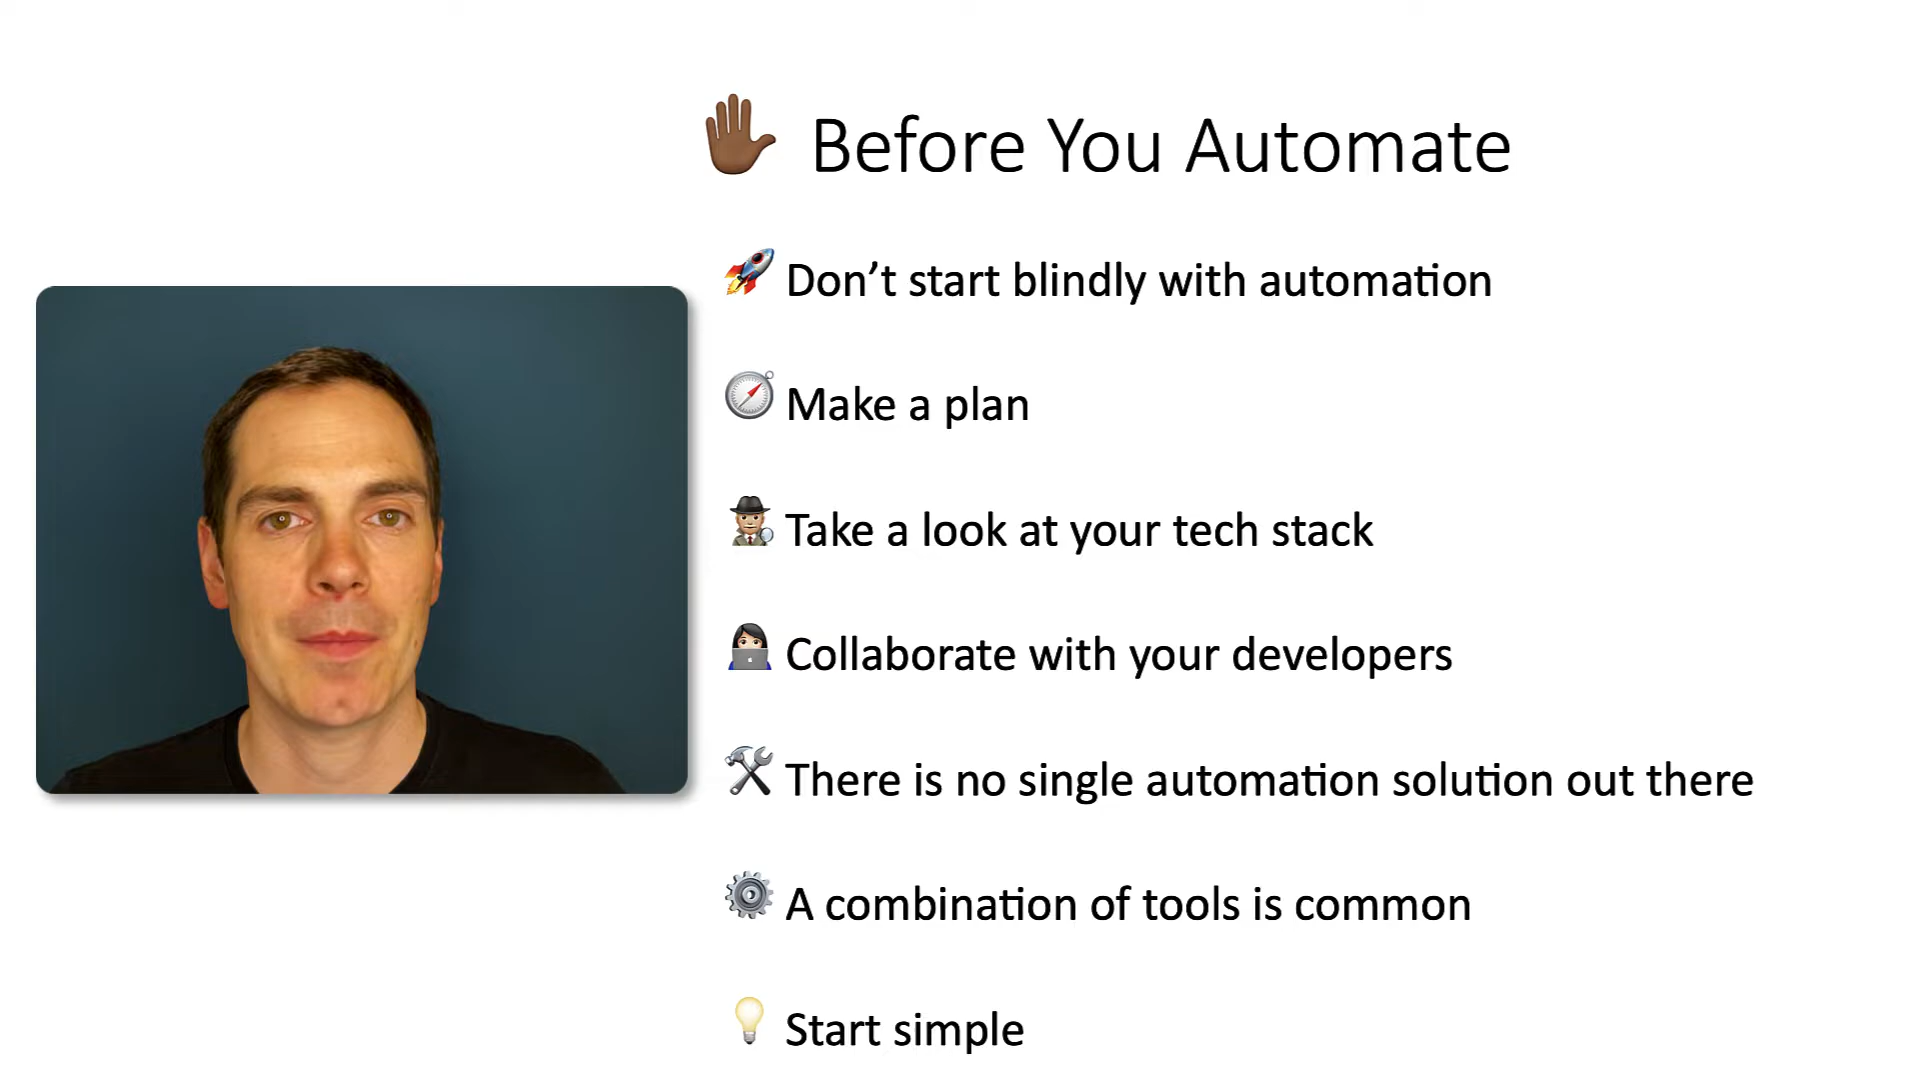 Before You Automate
Don’t start blindly with automation
Make a plan
Take a look at your tech stack
Collaborate with your developers
There is no single automation solution out there
A combination of tools is common
Start simple